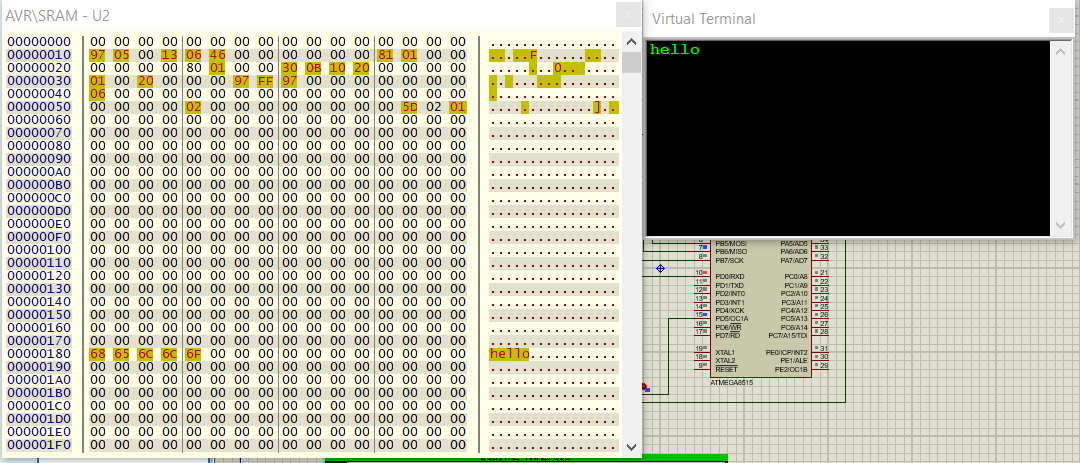 AVR\SRAM - U2
00000000 00 00 00 00 00 00 00 00 00 00 00 00 00 00 00 00 ................
00000010 97 05 00 13 06 46 00 00 00 00 00 00 81 01 00 00 .....F..........
00000020 00 00 00 00 80 01 00 00 30 0B 10 20 00 00 00 00 ........0.. ....
00000030 01 00 20 00 00 00 97 FF 97 00 00 00 00 00 00 00 .. .............
00000040 06 00 00 00 00 00 00 00 00 00 00 00 00 00 00 00 ................
00000050 00 00 00 00 02 00 00 00 00 00 00 00 00 5D 02 01 .............]..
00000060 00 00 00 00 00 00 00 00 00 00 00 00 00 00 00 00 ................
00000070 00 00 00 00 00 00 00 00 00 00 00 00 00 00 00 00 ................
00000080 00 00 00 00 00 00 00 00 00 00 00 00 00 00 00 00 ................
00000090 00 00 00 00 00 00 00 00 00 00 00 00 00 00 00 00 ................
000000A0 00 00 00 00 00 00 00 00 00 00 00 00 00 00 00 00 ................
000000B0 00 00 00 00 00 00 00 00 00 00 00 00 00 00 00 00 ................
000000C0 00 00 00 00 00 00 00 00 00 00 00 00 00 00 00 00 ................
000000D0 00 00 00 00 00 00 00 00 00 00 00 00 00 00 00 00 ................
000000E0 00 00 00 00 00 00 00 00 00 00 00 00 00 00 00 00 ................
000000F0 00 00 00 00 00 00 00 00 00 00 00 00 00 00 00 00 ................
00000100 00 00 00 00 00 00 00 00 00 00 00 00 00 00 00 00 ................
00000110 00 00 00 00 00 00 00 00 00 00 00 00 00 00 00 00 ................
00000120 00 00 00 00 00 00 00 00 00 00 00 00 00 00 00 00 ................
00000130 00 00 00 00 00 00 00 00 00 00 00 00 00 00 00 00 ................
00000140 00 00 00 00 00 00 00 00 00 00 00 00 00 00 00 00 ................
00000150 00 00 00 00 00 00 00 00 00 00 00 00 00 00 00 00 ................
00000160 00 00 00 00 00 00 00 00 00 00 00 00 00 00 00 00 ................
00000170 00 00 00 00 00 00 00 00 00 00 00 00 00 00 00 00 ................
00000180 68 65 6C 6C 6F 00 00 00 00 00 00 00 00 00 00 00 hello...........
00000190 00 00 00 00 00 00 00 00 00 00 00 00 00 00 00 00 ................
000001A0 00 00 00 00 00 00 00 00 00 00 00 00 00 00 00 00 ................
000001B0 00 00 00 00 00 00 00 00 00 00 00 00 00 00 00 00 ................
000001C0 00 00 00 00 00 00 00 00 00 00 00 00 00 00 00 00 ................
000001D0 00 00 00 00 00 00 00 00 00 00 00 00 00 00 00 00 ................
000001E0 00 00 00 00 00 00 00 00 00 00 00 00 00 00 00 00 ................
000001F0 00 00 00 00 00 00 00 00 00 00 00 00 00 00 00 00 ................
Virtual Terminal
hello
PB5/MOSI PA5/AD5
7 PB6/MISO PA6/AD6 33
8 PB7/SCK PA7/AD7 32
10 PD0/RXD PC0/A8 21
11 PD1/TXD PC1/A9 22
12 PD2/INT0 PC2/A10 23
13 PD3/INT1 PC3/A11 24
14 PD4/XCK PC4/A12 25
15 PD5/OC1A PC5/A13 26
16 PD6/WR PC6/A14 27
17 PD7/RD PC7/A15/TDI 28
19 XTAL1 PE0/ICP/INT2 31
18 XTAL2 PE1/ALE 30
9 RESET PE2/OC1B 29
ATMEGA8515